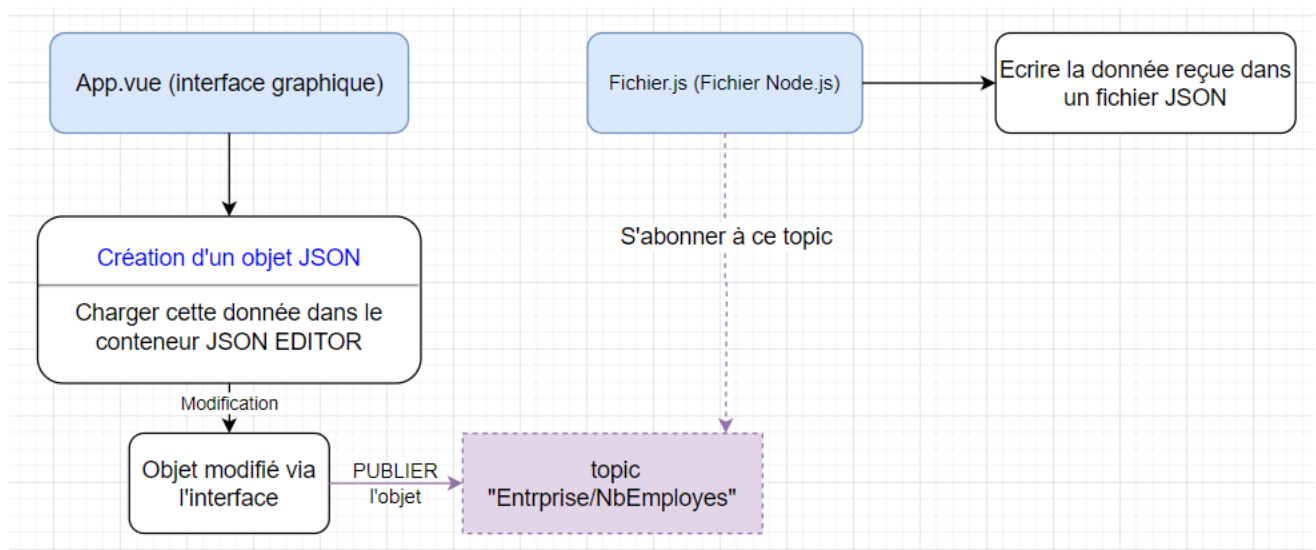 App.vue (interface graphique)
Fichier.js (Fichier Node.js)
Ecrire la donnée reçue dans
un fichier JSON
S'abonner à ce topic
Création d'un objet JSON
Charger cette donnée dans le
conteneur JSON EDITOR
Modification
Objet modifié via
l'interface
PUBLIER
l'objet
topic
"Entrprise/NbEmployes"